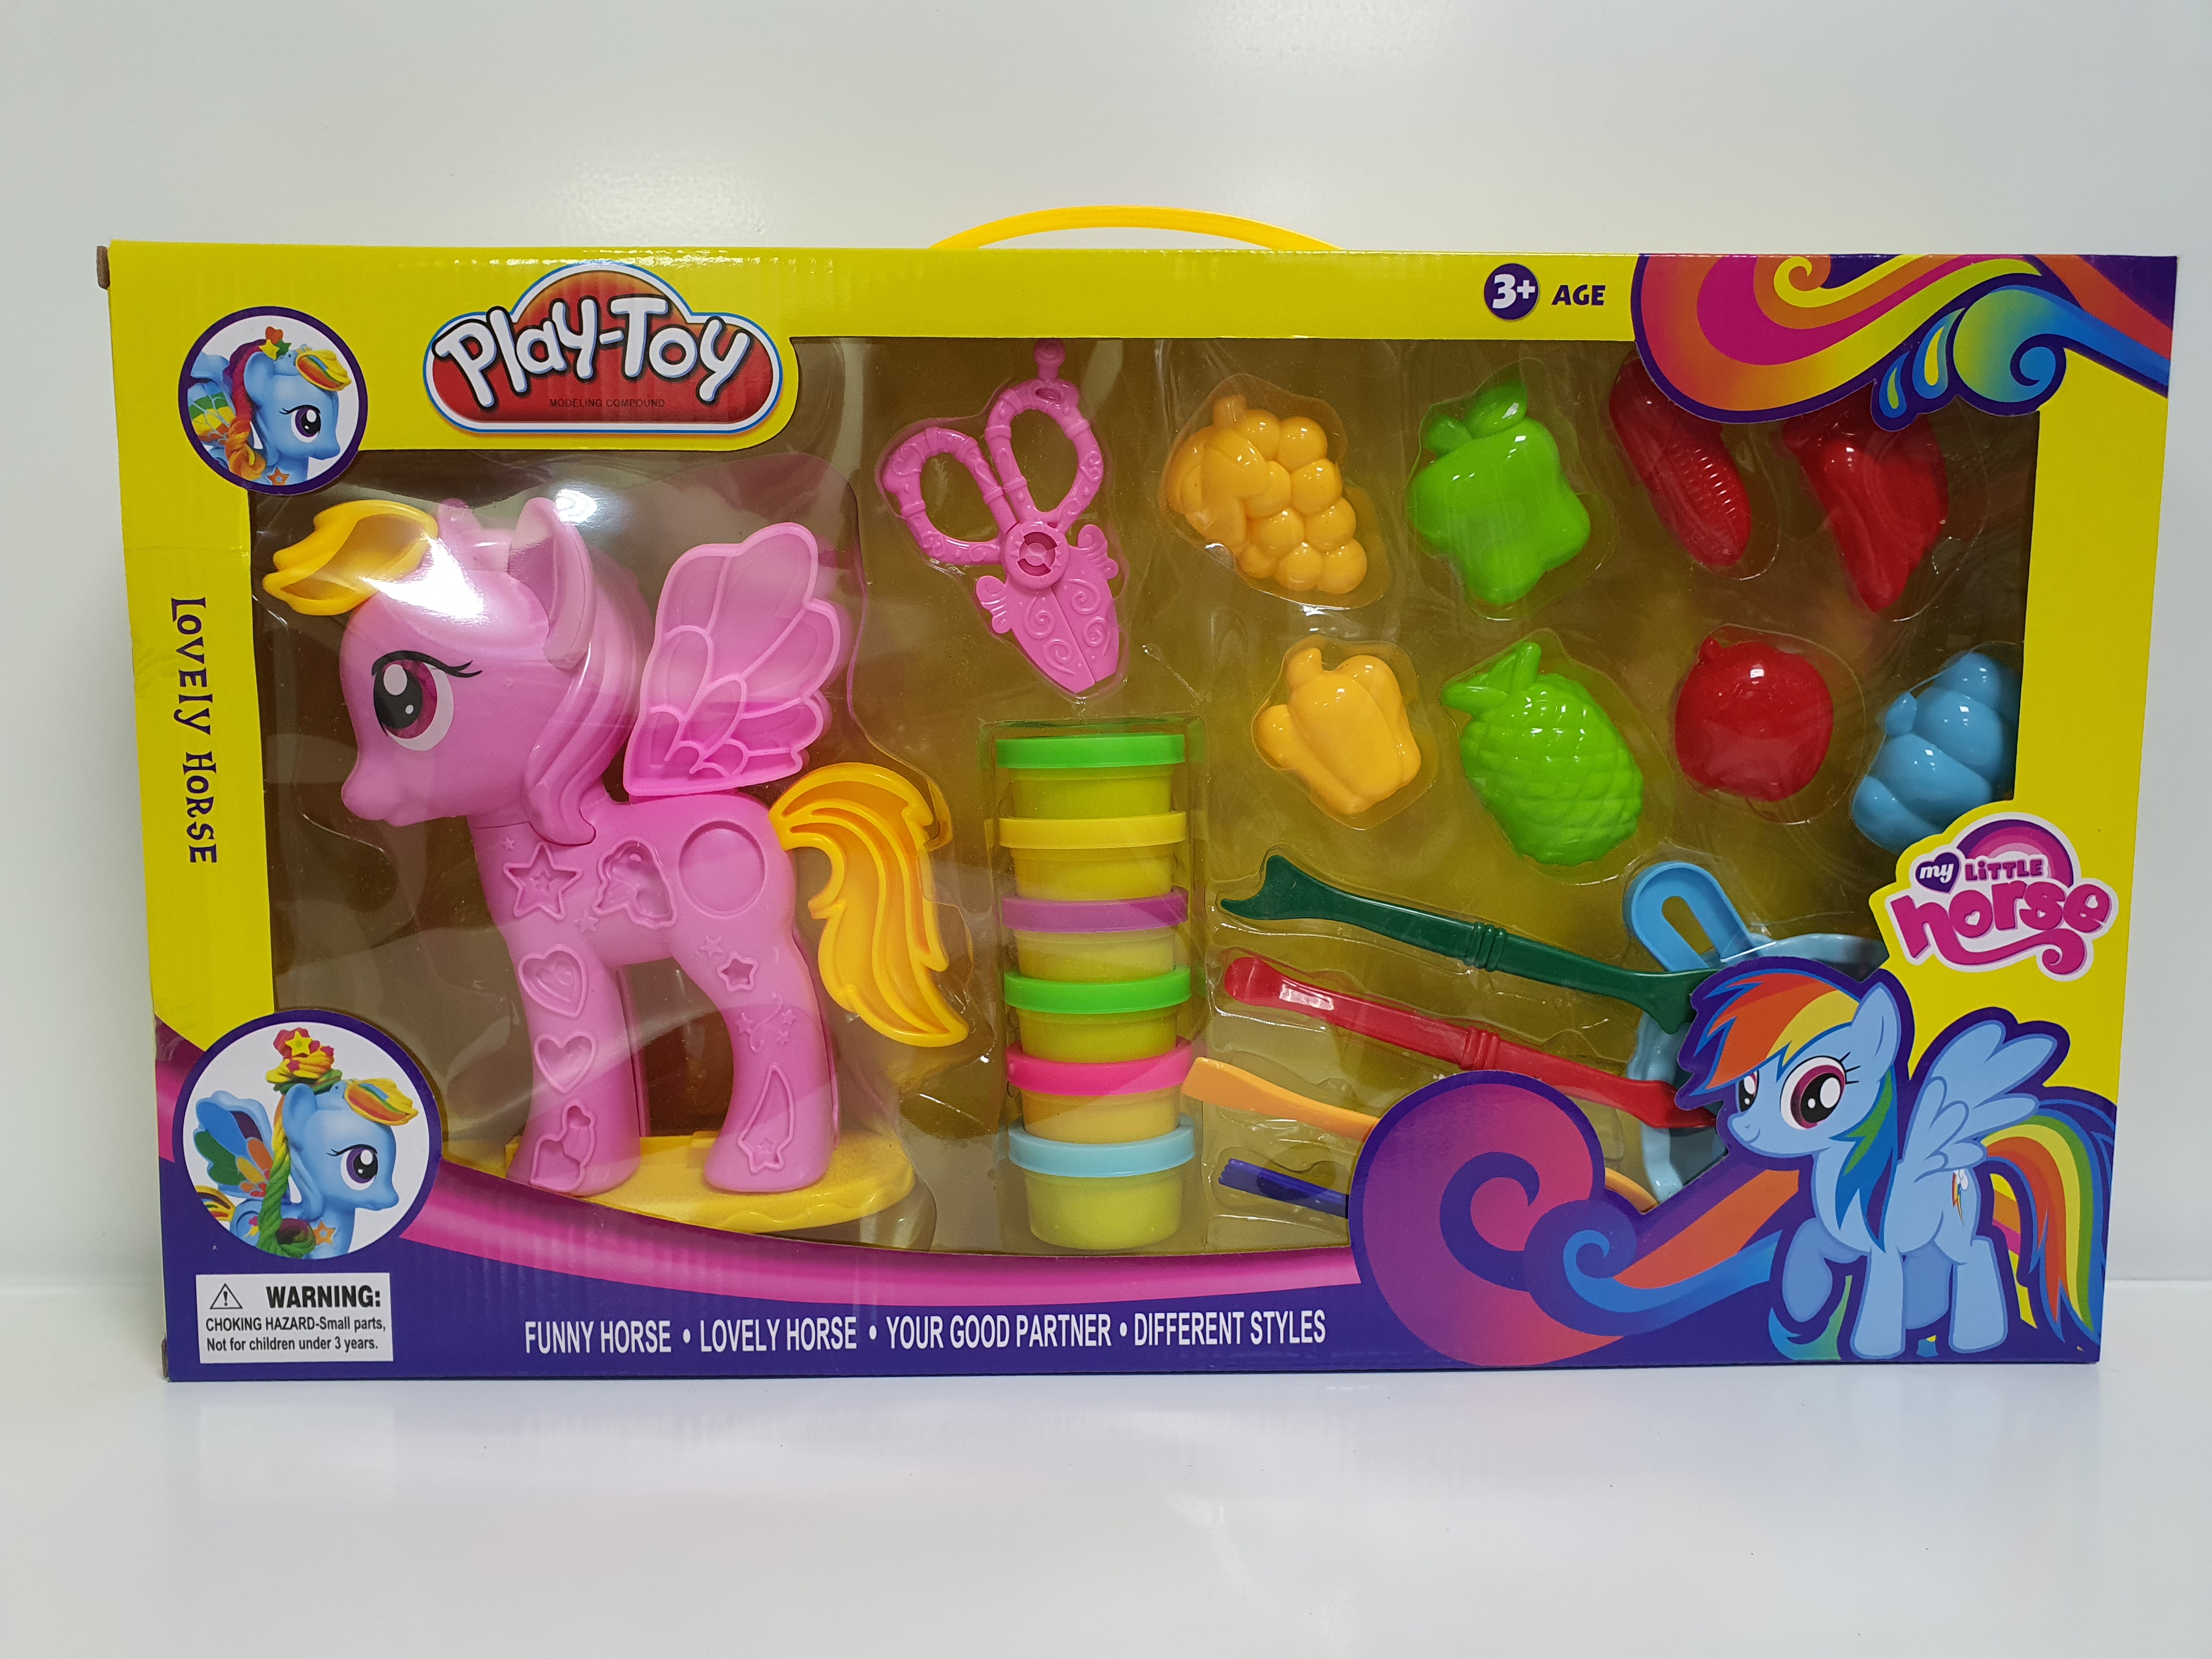 Play-Toy
MODELING COMPOUND
3+ AGE
LOVELY HORSE
my LiTTLE
horse
WARNING:
CHOKING HAZARD-Small parts,
Not for children under 3 years.
FUNNY HORSE • LOVELY HORSE • YOUR GOOD PARTNER • DIFFERENT STYLES